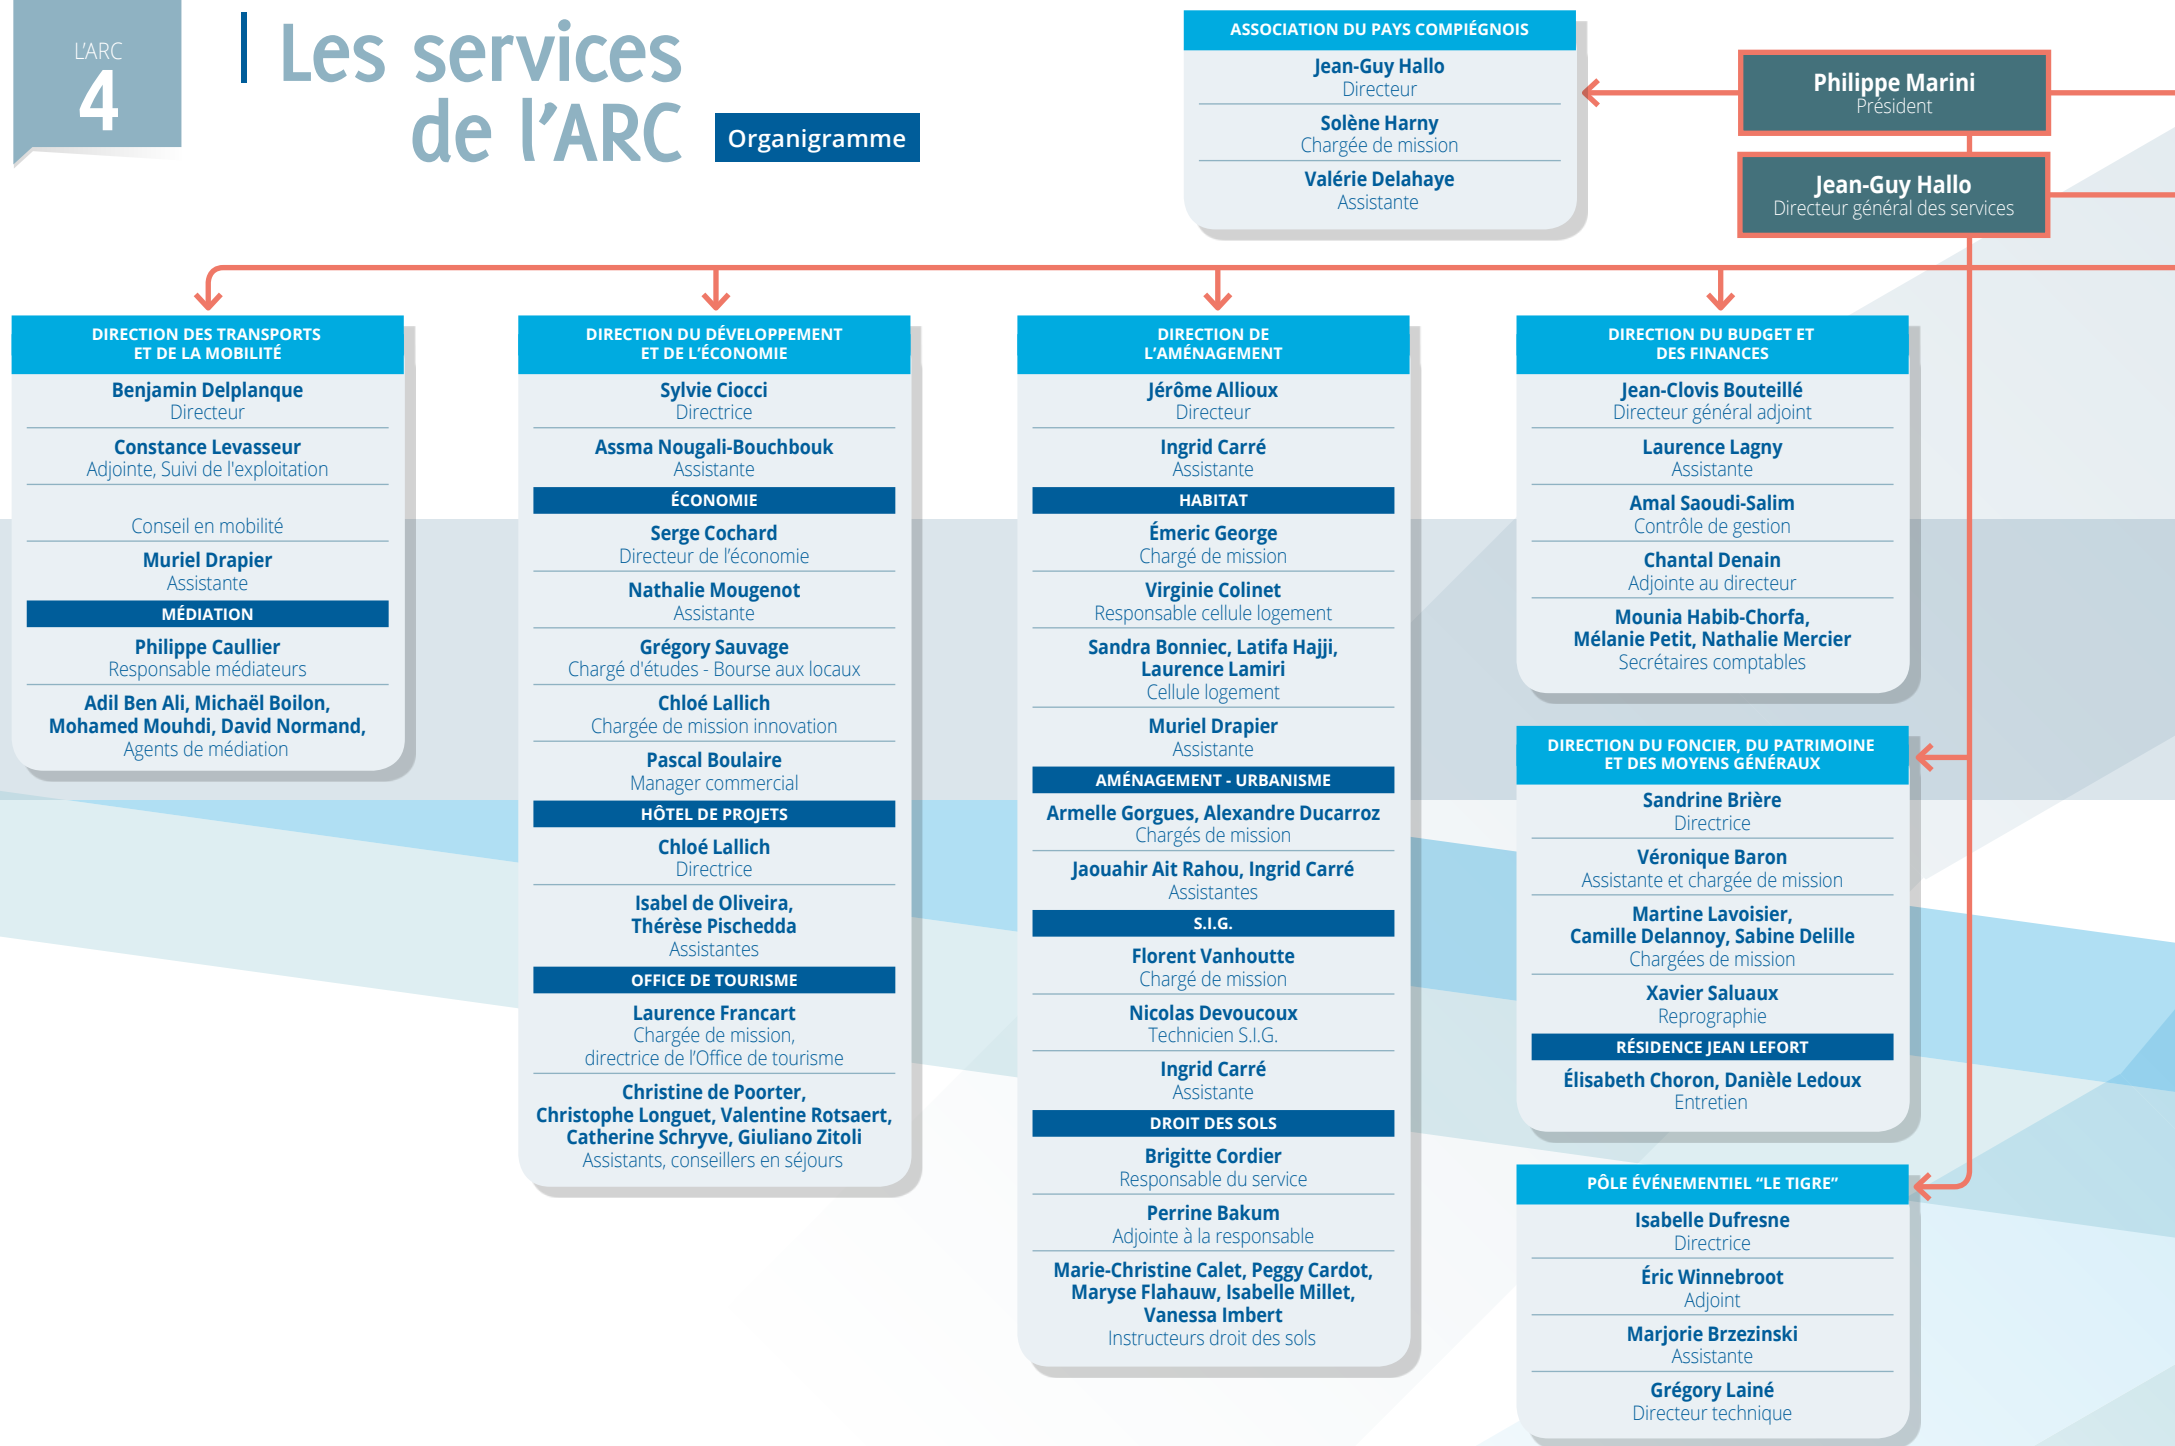 L'ARC
4
Les services
de l'ARC
Organigramme
ASSOCIATION DU PAYS COMPIÉGNOIS
Jean-Guy Hallo
Directeur
Solène Harny
Chargée de mission
Valérie Delahaye
Assistante
Philippe Marini
Président
Jean-Guy Hallo
Directeur général des services
DIRECTION DES TRANSPORTS
ET DE LA MOBILITÉ
Benjamin Delplanque
Directeur
Constance Levasseur
Adjointe, Suivi de l'exploitation
Conseil en mobilité
Muriel Drapier
Assistante
MÉDIATION
Philippe Caullier
Responsable médiateurs
Adil Ben Ali, Michaël Boilon,
Mohamed Mouhdi, David Normand,
Agents de médiation
DIRECTION DU DÉVELOPPEMENT
ET DE L'ÉCONOMIE
Sylvie Ciocci
Directrice
Assma Nougali-Bouchbouk
Assistante
ÉCONOMIE
Serge Cochard
Directeur de l'économie
Nathalie Mougenot
Assistante
Grégory Sauvage
Chargé d'études - Bourse aux locaux
Chloé Lallich
Chargée de mission innovation
Pascal Boulaire
Manager commercial
HÔTEL DE PROJETS
Chloé Lallich
Directrice
Isabel de Oliveira,
Thérèse Pischedda
Assistantes
OFFICE DE TOURISME
Laurence Francart
Chargée de mission,
directrice de l'Office de tourisme
Christine de Poorter,
Christophe Longuet, Valentine Rotsaert,
Catherine Schryve, Giuliano Zitoli
Assistants, conseillers en séjours
DIRECTION DE
L'AMÉNAGEMENT
Jérôme Allioux
Directeur
Ingrid Carré
Assistante
HABITAT
Émeric George
Chargé de mission
Virginie Colinet
Responsable cellule logement
Sandra Bonniec, Latifa Hajji,
Laurence Lamiri
Cellule logement
Muriel Drapier
Assistante
AMÉNAGEMENT - URBANISME
Armelle Gorgues, Alexandre Ducarroz
Chargés de mission
Jaouahir Ait Rahou, Ingrid Carré
Assistantes
S.I.G.
Florent Vanhoutte
Chargé de mission
Nicolas Devoucoux
Technicien S.I.G.
Ingrid Carré
Assistante
DROIT DES SOLS
Brigitte Cordier
Responsable du service
Perrine Bakum
Adjointe à la responsable
Marie-Christine Calet, Peggy Cardot,
Maryse Flahauw, Isabelle Millet,
Vanessa Imbert
Instructeurs droit des sols
DIRECTION DU BUDGET ET
DES FINANCES
Jean-Clovis Bouteillé
Directeur général adjoint
Laurence Lagny
Assistante
Amal Saoudi-Salim
Contrôle de gestion
Chantal Denain
Adjointe au directeur
Mounia Habib-Chorfa,
Mélanie Petit, Nathalie Mercier
Secrétaires comptables
DIRECTION DU FONCIER, DU PATRIMOINE
ET DES MOYENS GÉNÉRAUX
Sandrine Brière
Directrice
Véronique Baron
Assistante et chargée de mission
Martine Lavoisier,
Camille Delannoy, Sabine Delille
Chargées de mission
Xavier Saluaux
Reprographie
RÉSIDENCE JEAN LEFORT
Élisabeth Choron, Danièle Ledoux
Entretien
PÔLE ÉVÉNEMENTIEL “LE TIGRE”
Isabelle Dufresne
Directrice
Éric Winnebroot
Adjoint
Marjorie Brzezinski
Assistante
Grégory Lainé
Directeur technique